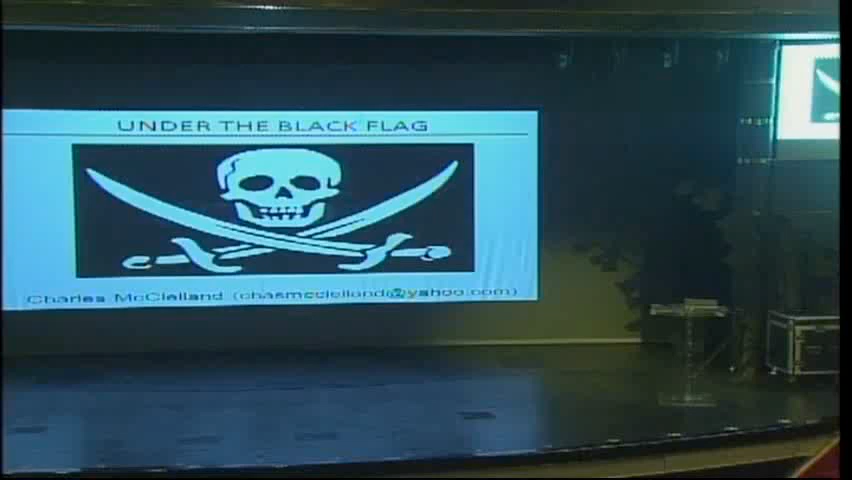 UNDER THE BLACK FLAG
Charles McClelland (chasmcclelland@yahoo.com)